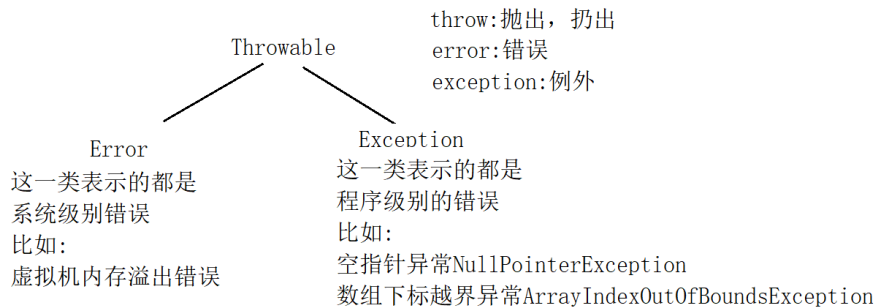 throw:抛出，扔出
Throwable
error:错误
exception:例外
Error
Exception
这一类表示的都是
系统级别错误
比如:
虚拟机内存溢出错误
这一类表示的都是
程序级别的错误
比如:
空指针异常NullPointerException
数组下标越界异常ArrayIndexOutOfBoundsException